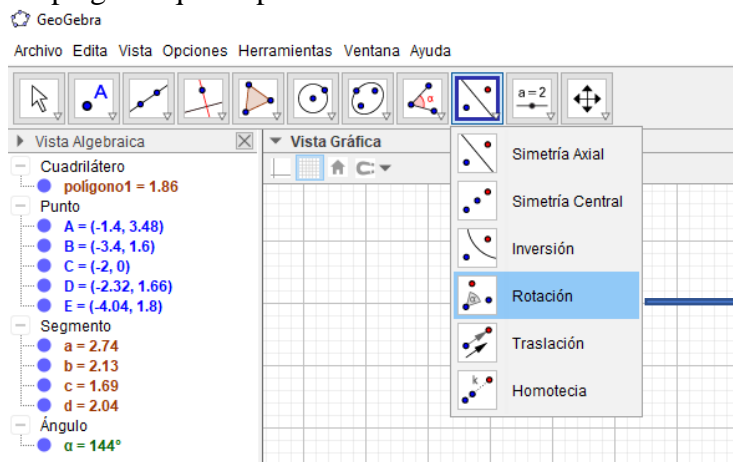 GeoGebra
Archivo Edita Vista Opciones Herramientas Ventana Ayuda
A
α
a=2
Vista Algebraica
Vista Gráfica
Cuadrilátero
polígono1 = 1.86
Punto
A = (-1.4, 3.48)
B = (-3.4, 1.6)
C = (-2, 0)
D = (-2.32, 1.66)
E = (-4.04, 1.8)
Segmento
a = 2.74
b = 2.13
c = 1.69
d = 2.04
Ángulo
α = 144°
Simetría Axial
Simetría Central
Inversión
Rotación
Traslación
k
Homotecia